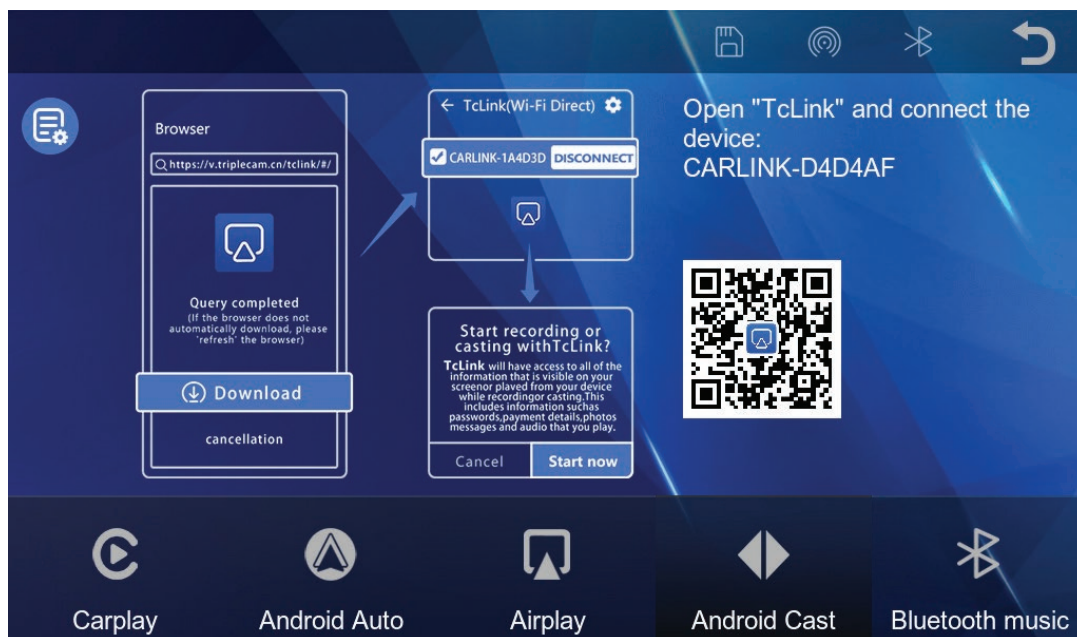 Browser
https://v.triplecam.cn/tclink/#/
Query completed
(If the browser does not
automatically download, please
'refresh' the browser)
Download
cancellation
TcLink(Wi-Fi Direct)
CARLINK-1A4D3D DISCONNECT
Start recording or
casting withTcLink?
TcLink will have access to all of the
information that is visible on your
screenor plaved from your device
while recordingor casting.This
includes information suchas
passwords,payment details,photos
messages and audio that you play.
Cancel Start now
Open "TcLink" and connect the
device:
CARLINK-D4D4AF
Carplay Android Auto Airplay Android Cast Bluetooth music